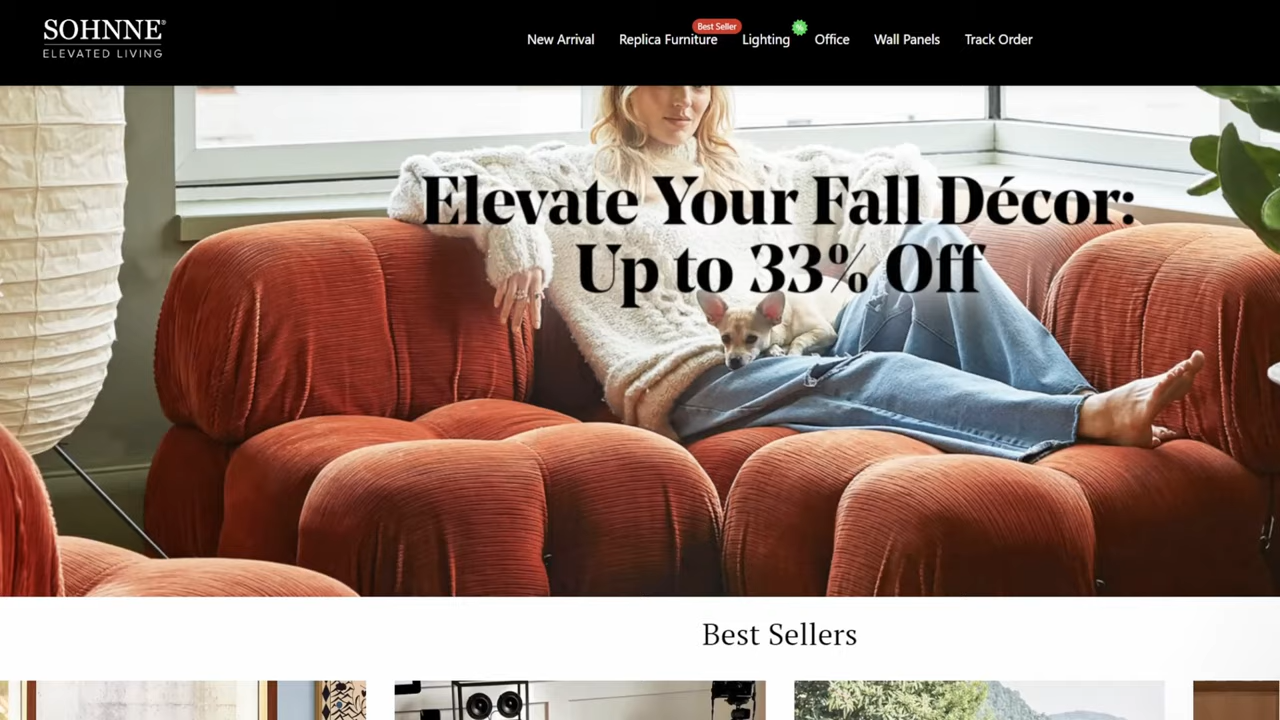 SOHNNE®
ELEVATED LIVING
New Arrival
Replica Furniture
Best Seller
Lighting
%
Office
Wall Panels
Track Order
Elevate Your Fall Décor:
Up to 33% Off
Best Sellers